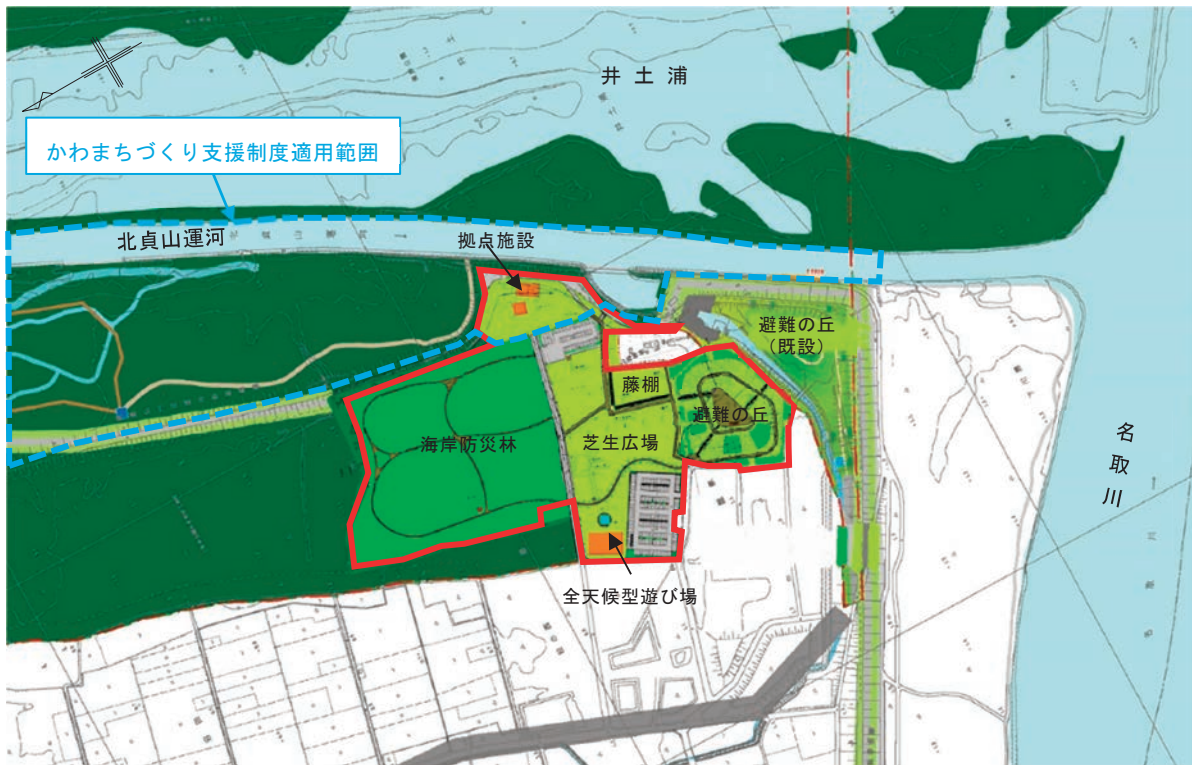 井土浦
かわまちづくり支援制度適用範囲
北貞山運河
拠点施設
避難の丘
(既設)
藤棚
避難の丘
海岸防災林
芝生広場
名取川
全天候型遊び場